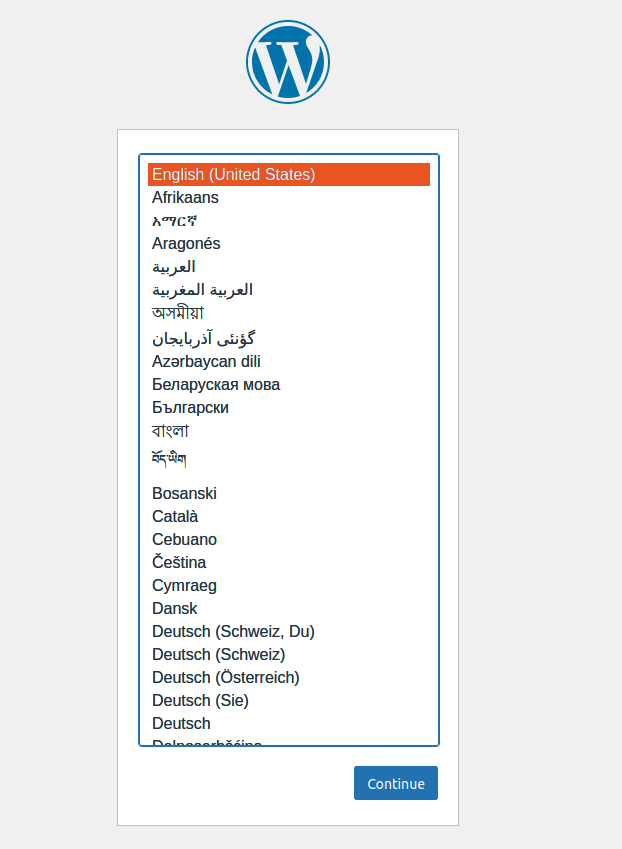 English (United States)
Afrikaans
አማርኛ
Aragonés
العربية
العربية المغربية
অসমীয়া
گؤنئی آذربایجان
Azərbaycan dili
Беларуская мова
Български
বাংলা
བོད་ཡིག
Bosanski
Català
Cebuano
Čeština
Cymraeg
Dansk
Deutsch (Schweiz, Du)
Deutsch (Schweiz)
Deutsch (Österreich)
Deutsch (Sie)
Deutsch
Dolnoserbšćina
Continue